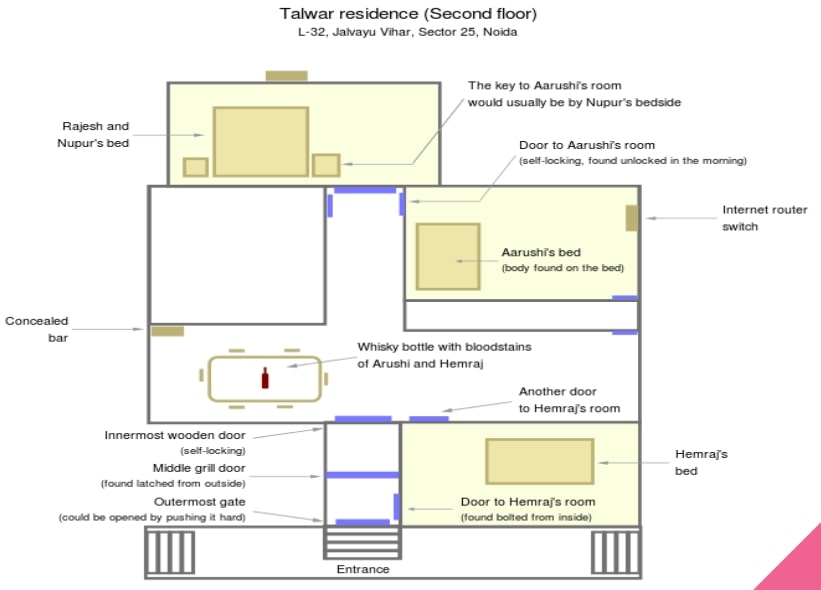 Talwar residence (Second floor)
L-32, Jalvayu Vihar, Sector 25, Noida
The key to Aarushi's room
would usually be by Nupur's bedside
Rajesh and
Nupur's bed
Door to Aarushi's room
(self-locking, found unlocked in the morning)
Internet router
switch
Aarushi's bed
(body found on the bed)
Concealed
bar
Whisky bottle with bloodstains
of Arushi and Hemraj
Another door
to Hemraj's room
Innermost wooden door
(self-locking)
Middle grill door
(found latched from outside)
Outermost gate
(could be opened by pushing it hard)
Hemraj's
bed
Door to Hemraj's room
(found bolted from inside)
Entrance